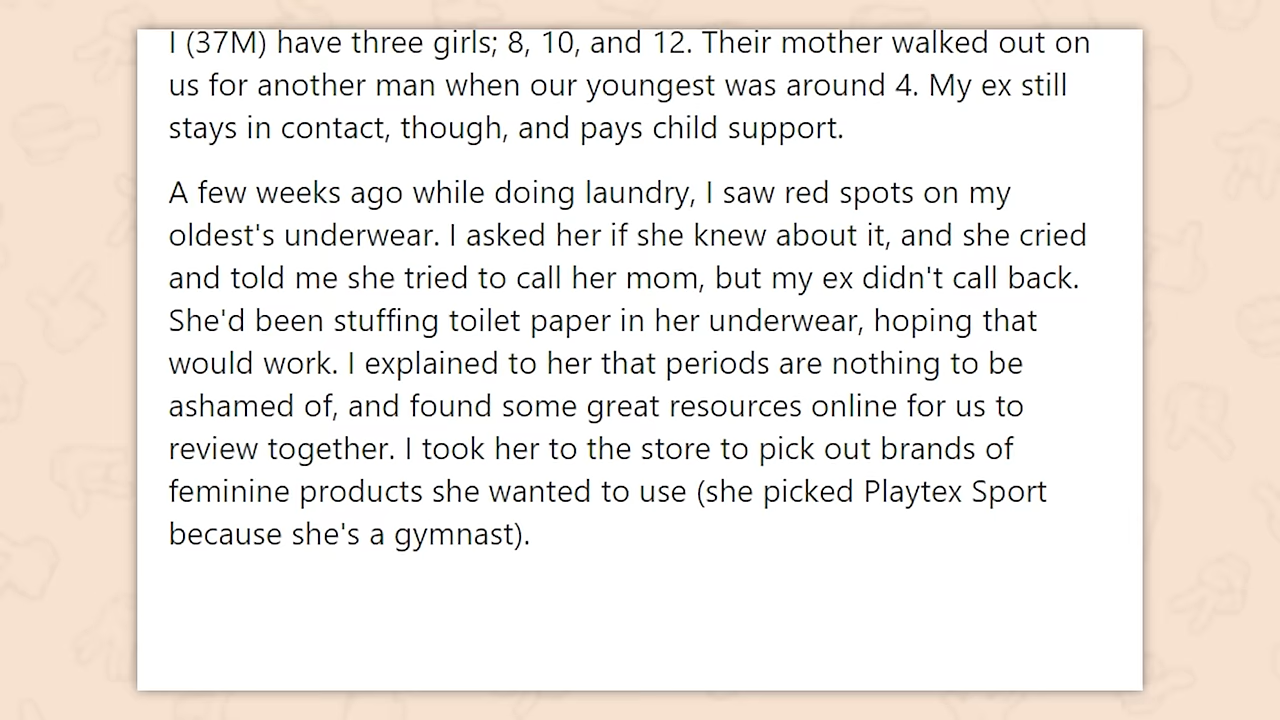 I (37M) have three girls; 8, 10, and 12. Their mother walked out on
us for another man when our youngest was around 4. My ex still
stays in contact, though, and pays child support.
A few weeks ago while doing laundry, I saw red spots on my
oldest's underwear. I asked her if she knew about it, and she cried
and told me she tried to call her mom, but my ex didn't call back.
She'd been stuffing toilet paper in her underwear, hoping that
would work. I explained to her that periods are nothing to be
ashamed of, and found some great resources online for us to
review together. I took her to the store to pick out brands of
feminine products she wanted to use (she picked Playtex Sport
because she's a gymnast).